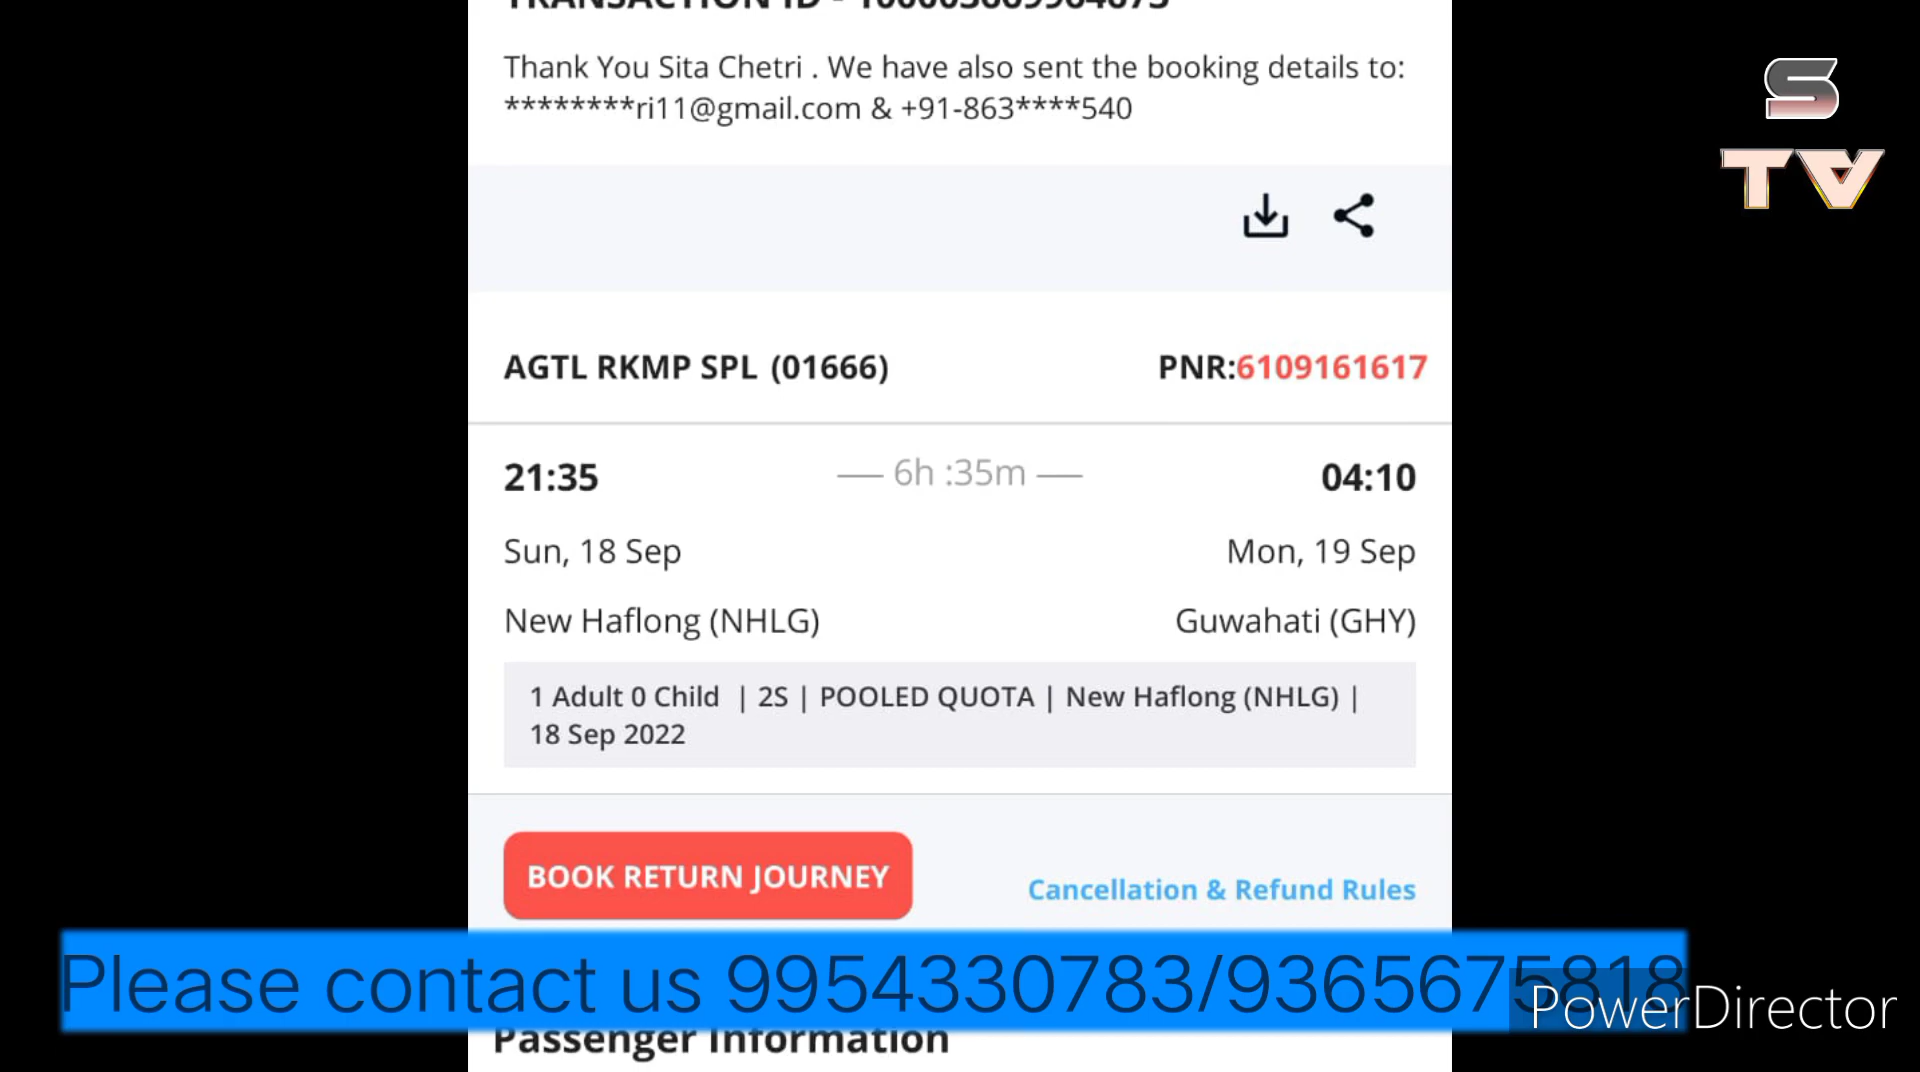 Thank You Sita Chetri . We have also sent the booking details to:
********ri11@gmail.com & +91-863****540
S
TV
AGTL RKMP SPL (01666)
PNR:6109161617
21:35
6h :35m
04:10
Sun, 18 Sep
Mon, 19 Sep
New Haflong (NHLG)
Guwahati (GHY)
1 Adult 0 Child | 2S | POOLED QUOTA | New Haflong (NHLG) |
18 Sep 2022
BOOK RETURN JOURNEY
Cancellation & Refund Rules
Please contact us 9954330783/9365675818
PowerDirector
Passenger Information